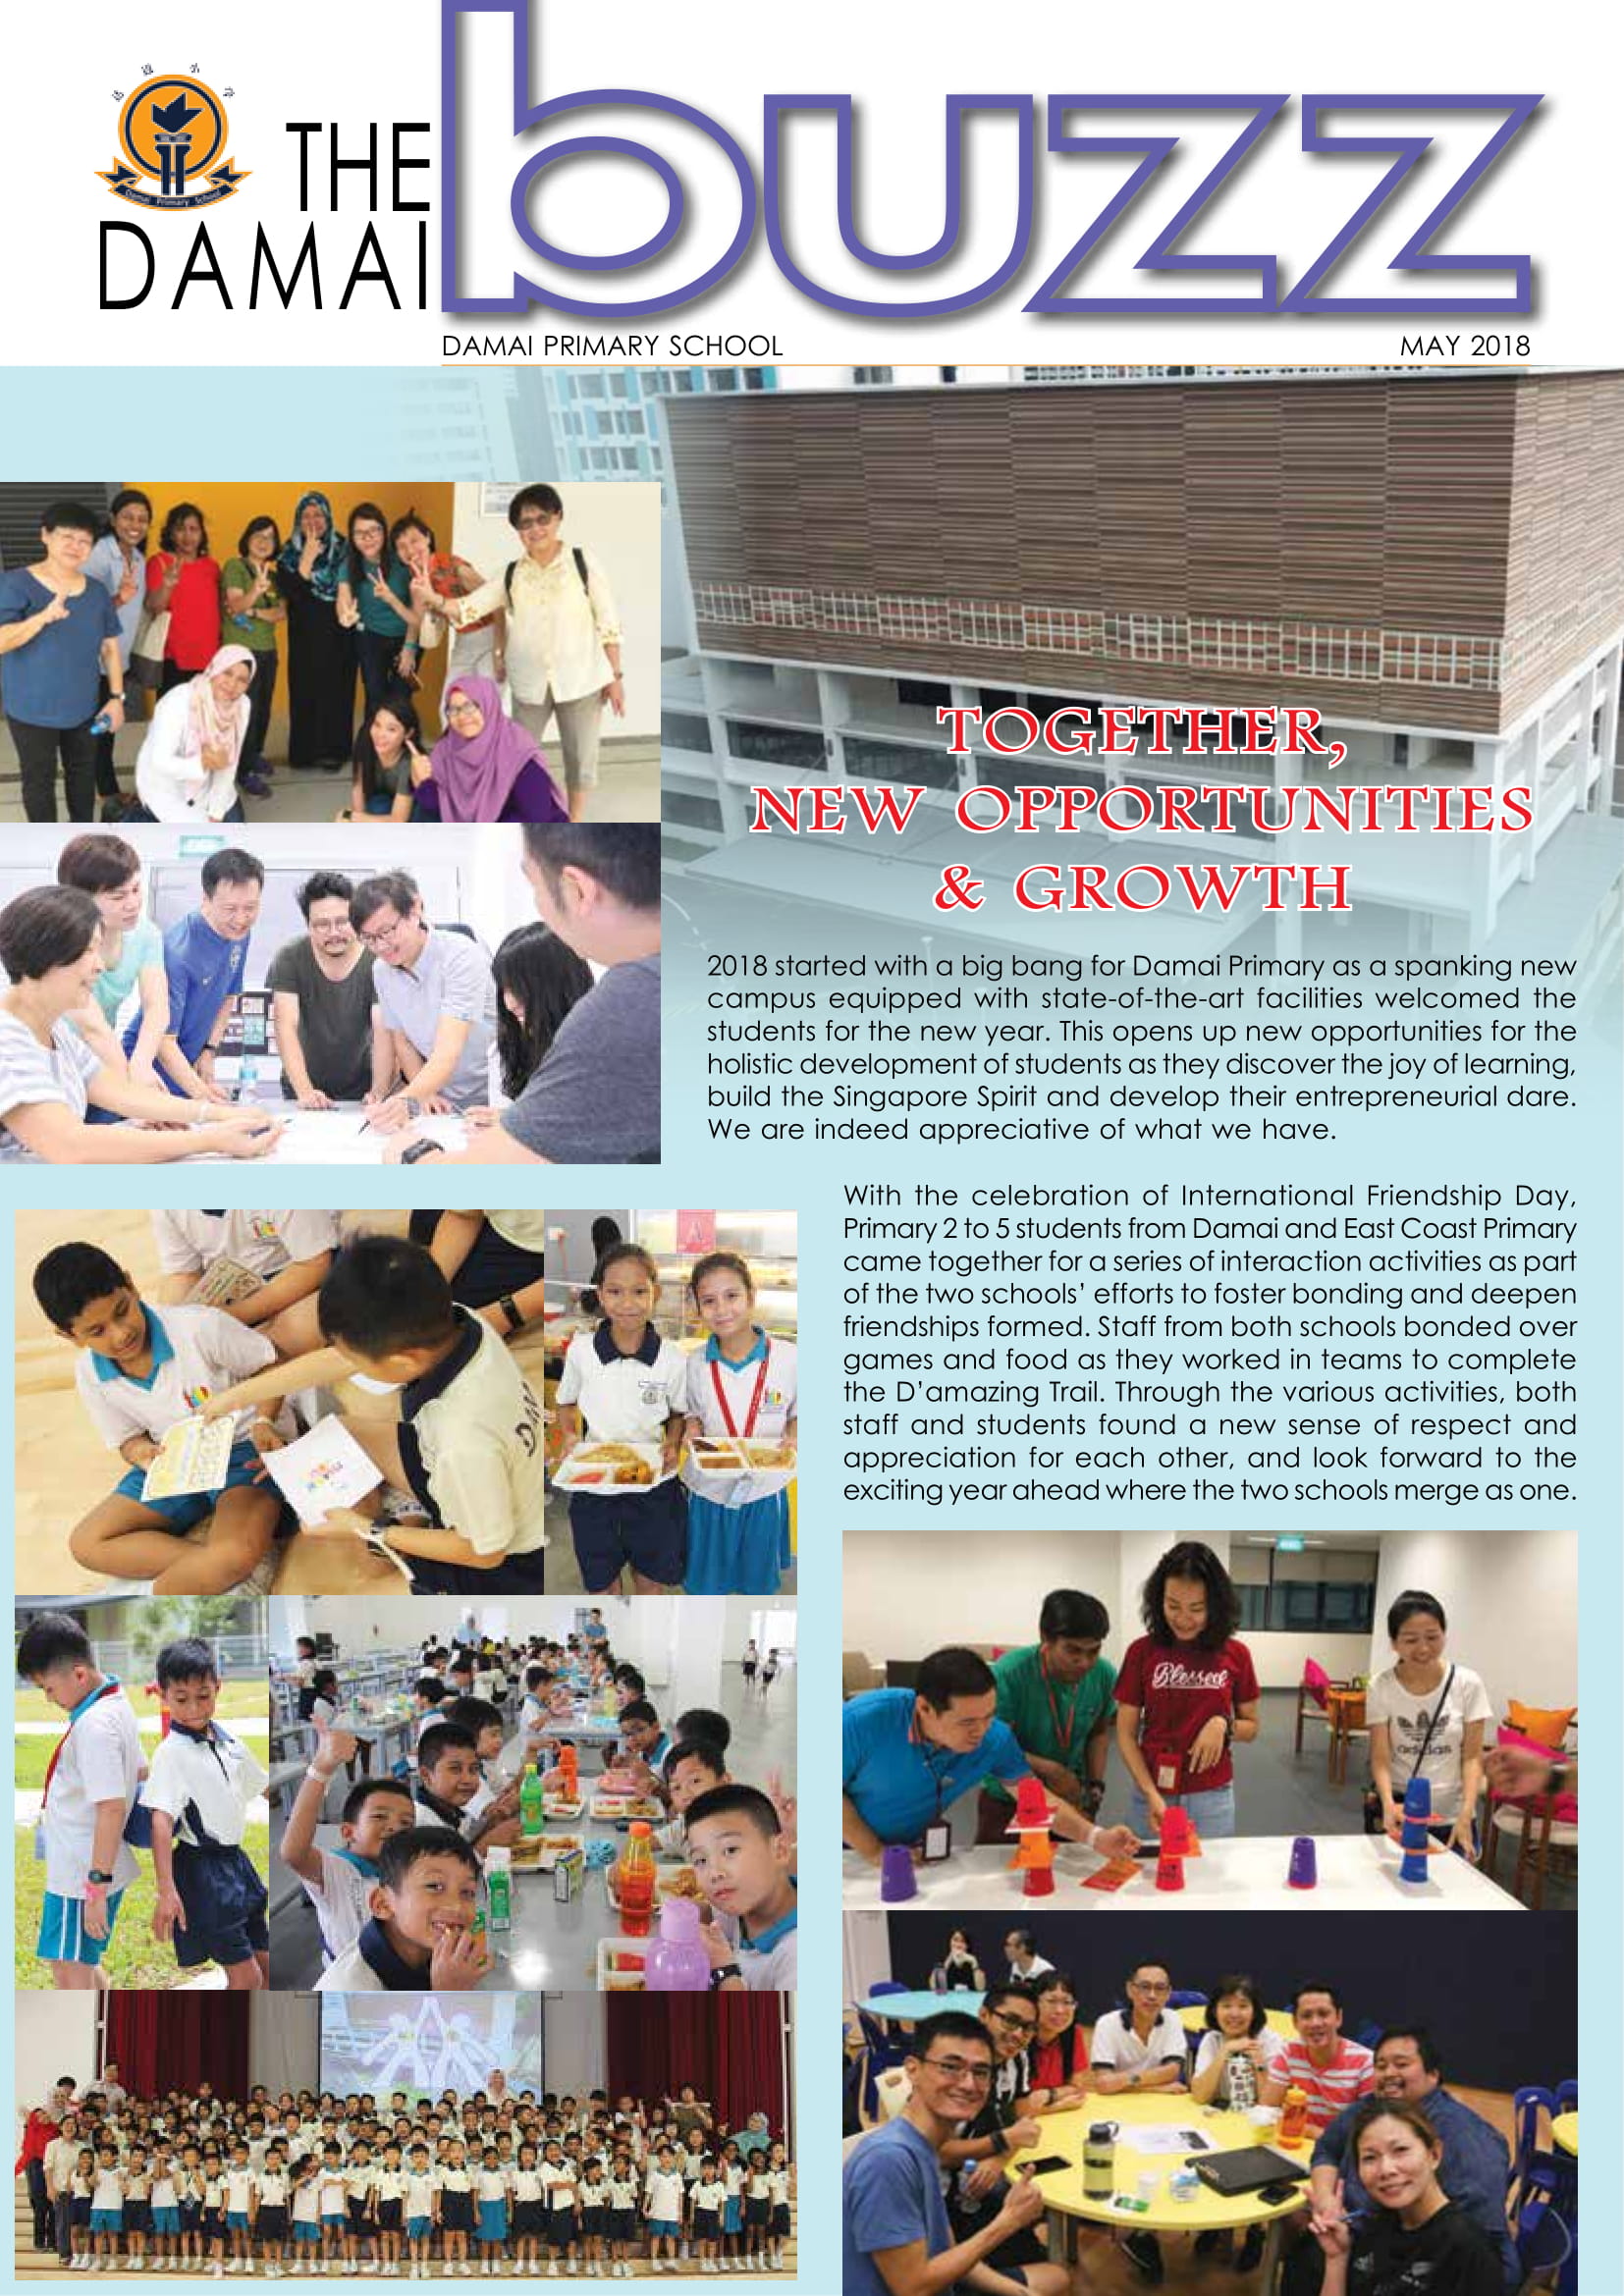 THE
DAMAI
buzz
Damai Primary School
DAMAI PRIMARY SCHOOL
MAY 2018
TOGETHER,
NEW OPPORTUNITIES
& GROWTH
2018 started with a big bang for Damai Primary as a spanking new
campus equipped with state-of-the-art facilities welcomed the
students for the new year. This opens up new opportunities for the
holistic development of students as they discover the joy of learning,
build the Singapore Spirit and develop their entrepreneurial dare.
We are indeed appreciative of what we have.
With the celebration of International Friendship Day,
Primary 2 to 5 students from Damai and East Coast Primary
came together for a series of interaction activities as part
of the two schools’ efforts to foster bonding and deepen
friendships formed. Staff from both schools bonded over
games and food as they worked in teams to complete
the D’amazing Trail. Through the various activities, both
staff and students found a new sense of respect and
appreciation for each other, and look forward to the
exciting year ahead where the two schools merge as one.
Blessed
adidas